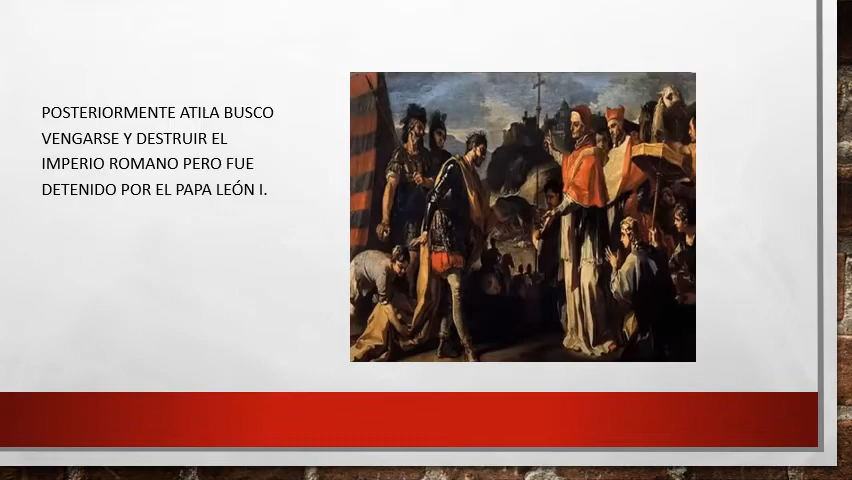 POSTERIORMENTE ATILA BUSCO
VENGARSE Y DESTRUIR EL
IMPERIO ROMANO PERO FUE
DETENIDO POR EL PAPA LEÓN I.